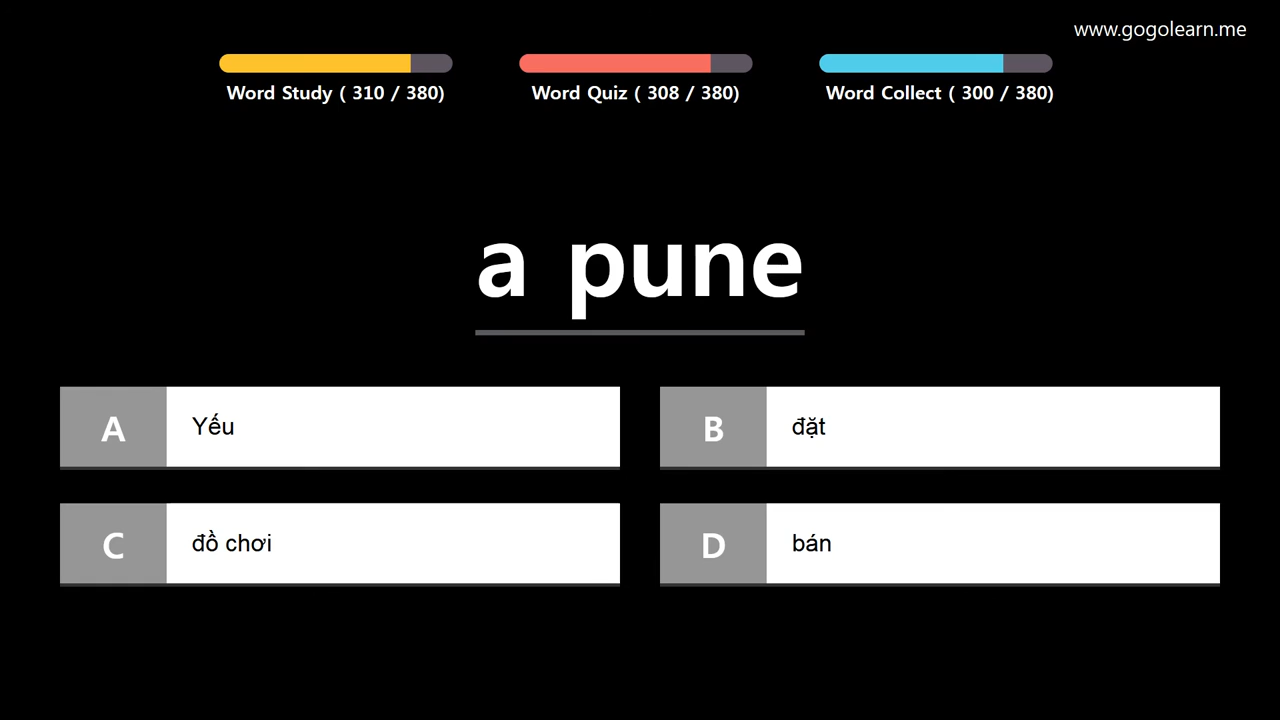 www.gogolearn.me
Word Study ( 310 / 380)
Word Quiz ( 308 / 380)
Word Collect ( 300 / 380)
a pune
A Yếu
B đặt
C đồ chơi
D bán